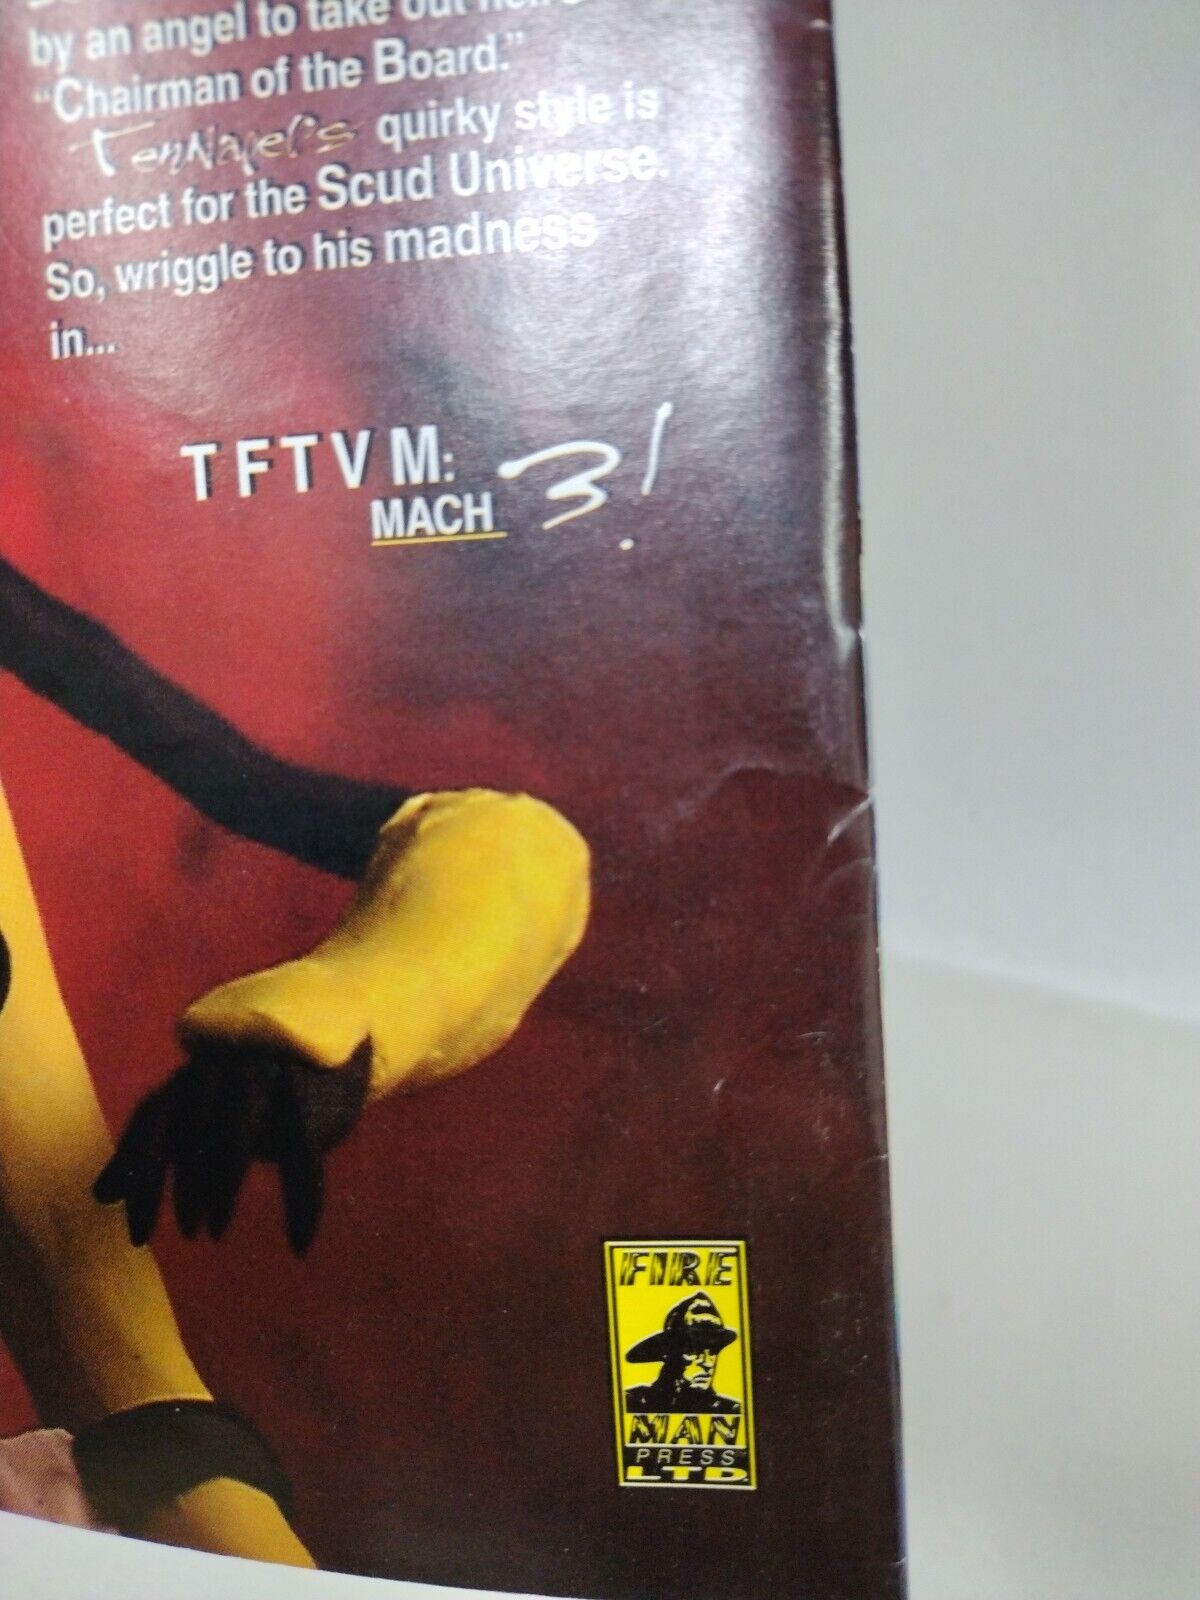 by an angel to take out
"Chairman of the Board."
TenNapel's quirky style is
perfect for the Scud Universe.
So, wriggle to his madness
in...
TFTVM:
MACH 3!
FIRE
MAN
PRESS
LTD.